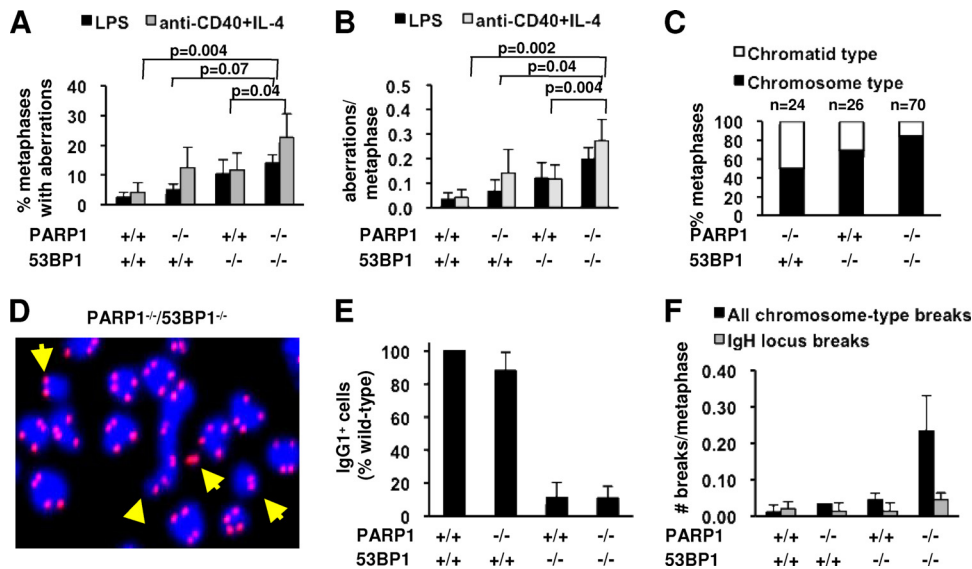 A
LPS anti-CD40+IL-4
p=0.004
p=0.07
p=0.04
% metaphases
with aberrations
40
30
20
10
0
PARP1 +/+ -/- +/+ -/-
53BP1 +/+ +/+ -/- -/-
B
LPS anti-CD40+IL-4
p=0.002
p=0.04
p=0.004
aberrations/
metaphase
0.5
0.4
0.3
0.2
0.1
0.0
PARP1 +/+ -/- +/+ -/-
53BP1 +/+ +/+ -/- -/-
C
Chromatid type
Chromosome type
n=24 n=26 n=70
% metaphases
100
80
60
40
20
0
PARP1 -/- +/+ -/-
53BP1 +/+ -/- -/-
D
PARP1-/-/53BP1-/-
E
IgG1+ cells
(% wild-type)
100
80
60
40
20
0
PARP1 +/+ -/- +/+ -/-
53BP1 +/+ +/+ -/- -/-
F
All chromosome-type breaks
IgH locus breaks
# breaks/metaphase
0.40
0.30
0.20
0.10
0.00
PARP1 +/+ -/- +/+ -/-
53BP1 +/+ +/+ -/- -/-